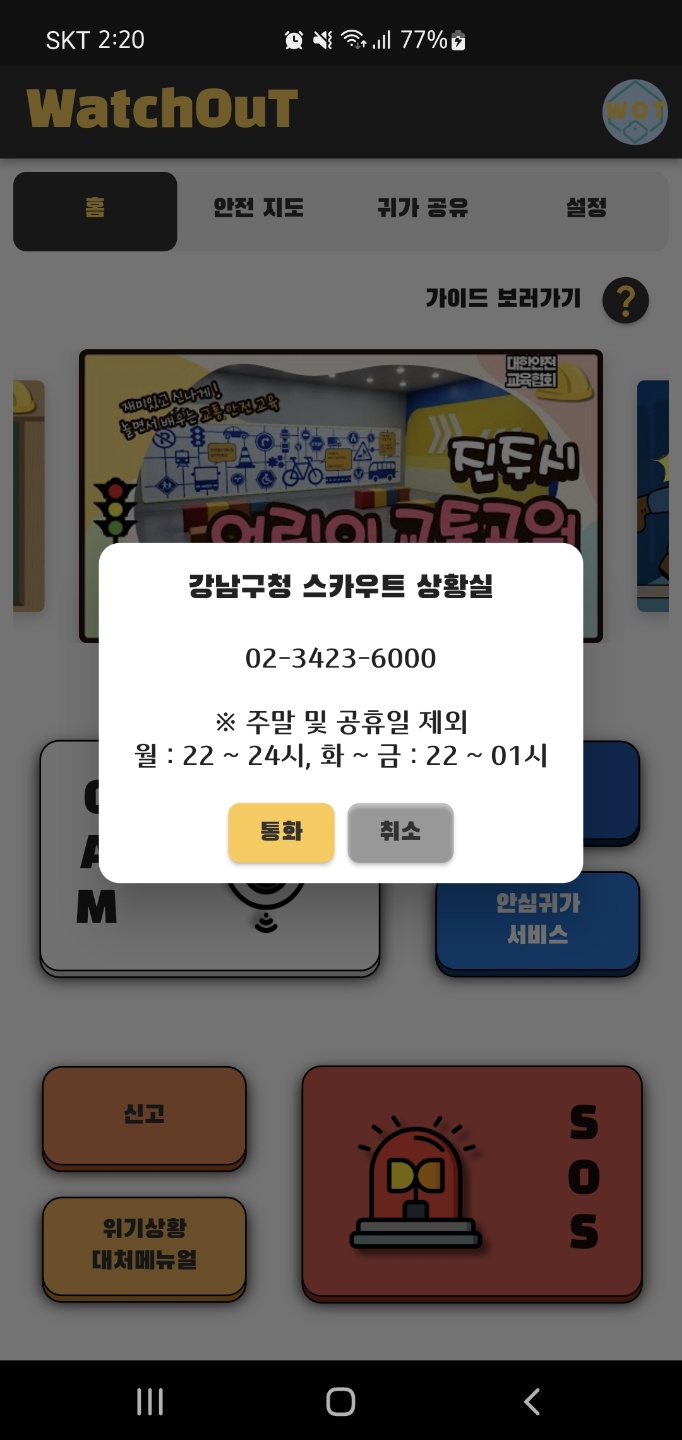 SKT 2:20
77%
WatchOuT
WOT
홈
안전 지도
귀가 공유
설정
가이드 보러가기
?
대한안전
교육협회
재미있고 신나게!
놀면서 배우는 교통 안전 교육
진주시
어린이 교통공원
강남구청 스카우트 상황실
02-3423-6000
※ 주말 및 공휴일 제외
월 : 22 ~ 24시, 화 ~ 금 : 22 ~ 01시
통화
취소
C
A
M
안심귀가
서비스
신고
위기상황
대처메뉴얼
S
O
S